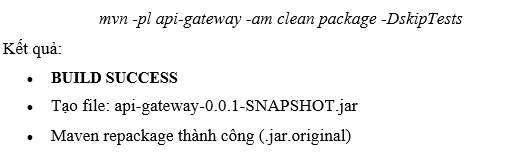 mvn -pl api-gateway -am clean package -DskipTests
Kết quả:
• BUILD SUCCESS
• Tạo file: api-gateway-0.0.1-SNAPSHOT.jar
• Maven repackage thành công (.jar.original)